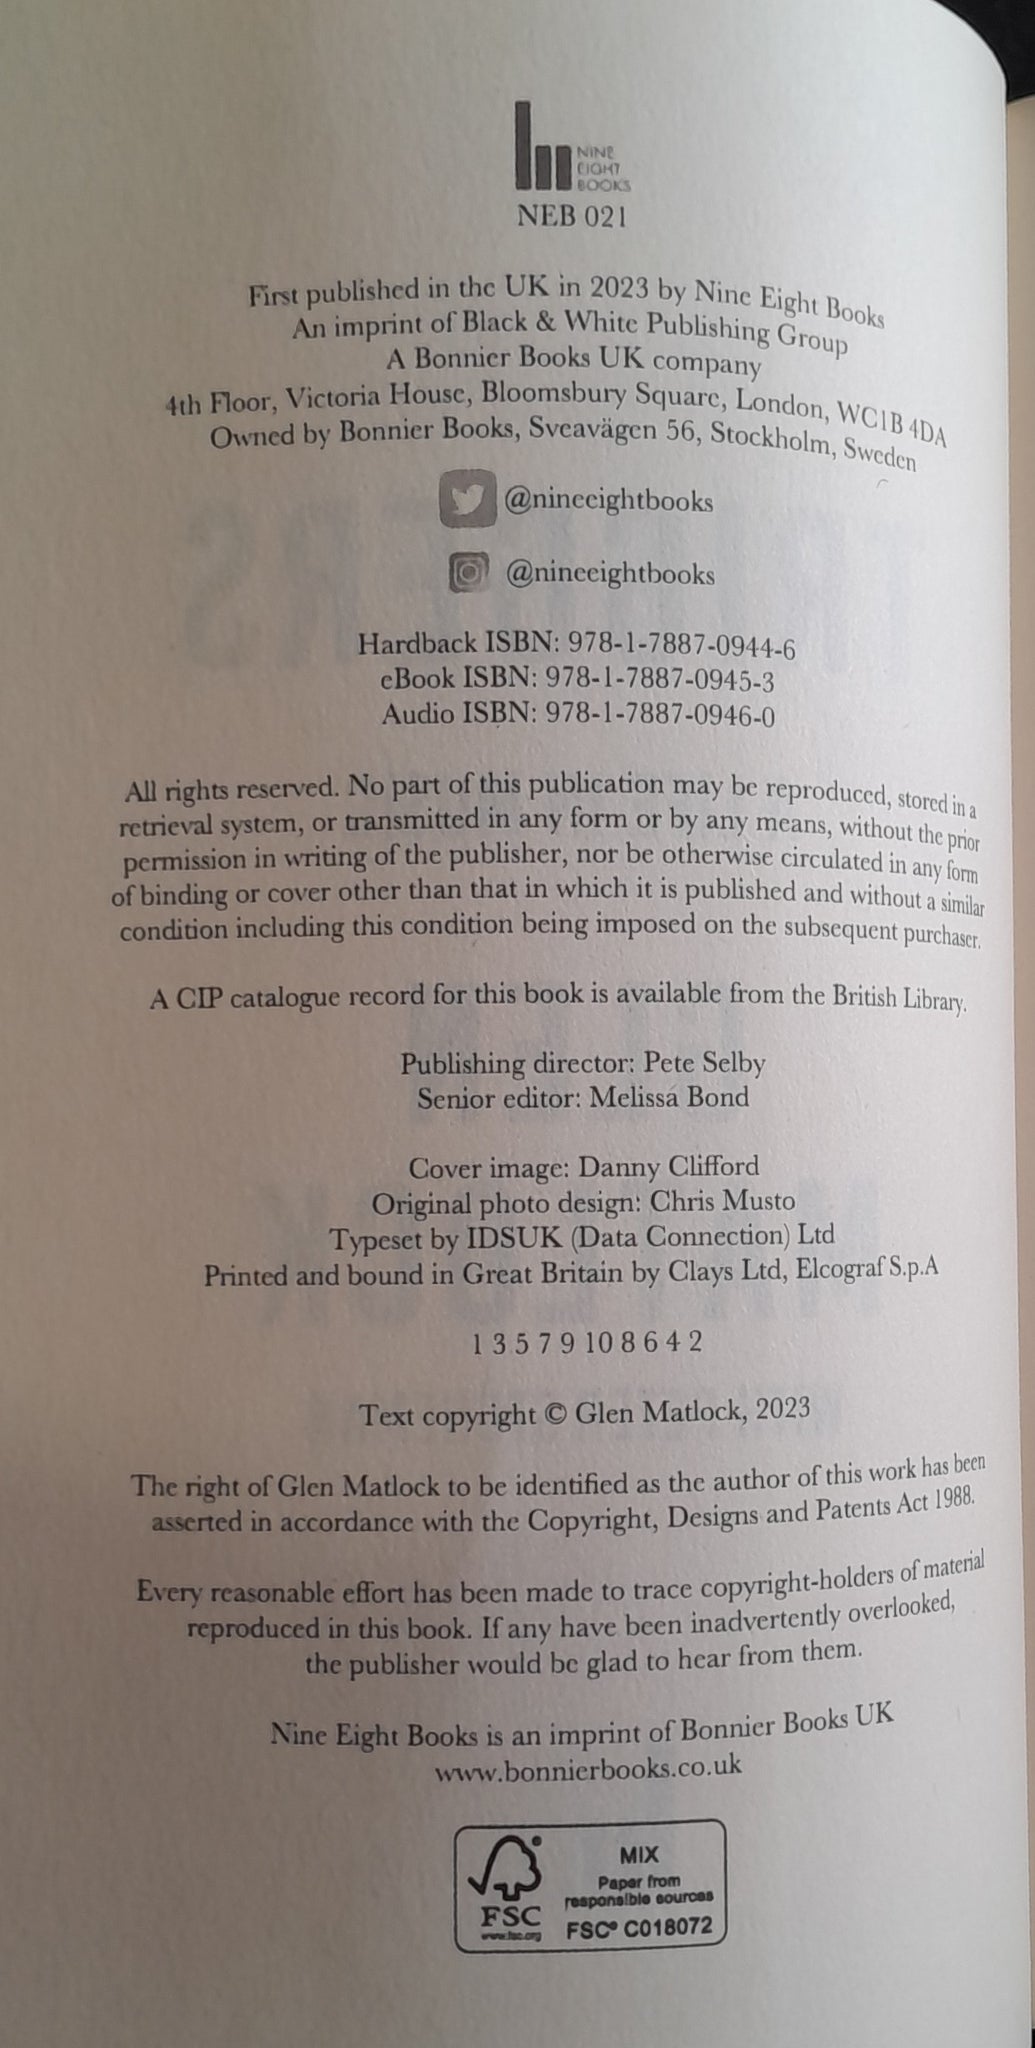 NINE
EIGHT
BOOKS
NEB 021
First published in the UK in 2023 by Nine Eight Books
An imprint of Black & White Publishing Group
A Bonnier Books UK company
4th Floor, Victoria House, Bloomsbury Square, London, WC1B 4DA
Owned by Bonnier Books, Sveavägen 56, Stockholm, Sweden
@nineeightbooks
@nineeightbooks
Hardback ISBN: 978-1-7887-0944-6
eBook ISBN: 978-1-7887-0945-3
Audio ISBN: 978-1-7887-0946-0
All rights reserved. No part of this publication may be reproduced, stored in a
retrieval system, or transmitted in any form or by any means, without the prior
permission in writing of the publisher, nor be otherwise circulated in any form
of binding or cover other than that in which it is published and without a similar
condition including this condition being imposed on the subsequent purchaser.
A CIP catalogue record for this book is available from the British Library.
Publishing director: Pete Selby
Senior editor: Melissa Bond
Cover image: Danny Clifford
Original photo design: Chris Musto
Typeset by IDSUK (Data Connection) Ltd
Printed and bound in Great Britain by Clays Ltd, Elcograf S.p.A
1 3 5 7 9 10 8 6 4 2
Text copyright © Glen Matlock, 2023
The right of Glen Matlock to be identified as the author of this work has been
asserted in accordance with the Copyright, Designs and Patents Act 1988.
Every reasonable effort has been made to trace copyright-holders of material
reproduced in this book. If any have been inadvertently overlooked,
the publisher would be glad to hear from them.
Nine Eight Books is an imprint of Bonnier Books UK
www.bonnierbooks.co.uk
FSC
www.fsc.org
MIX
Paper from
responsible sources
FSC® C018072